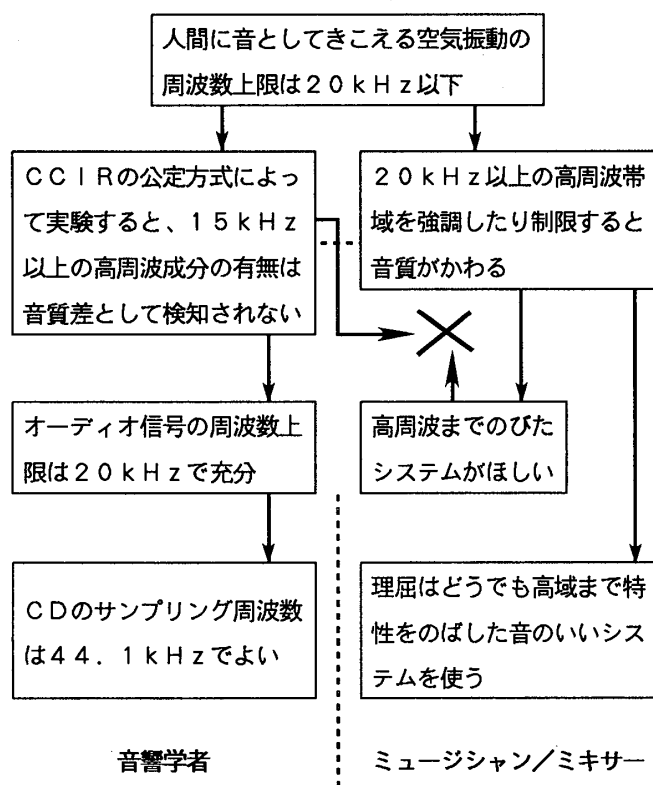 人間に音としてきこえる空気振動の
周波数上限は２０ｋＨｚ以下
ＣＣＩＲの公定方式によっ
て実験すると、１５ｋＨｚ
以上の高周波成分の有無は
音質差として検知されない
２０ｋＨｚ以上の高周波帯
域を強調したり制限すると
音質がかわる
オーディオ信号の周波数上
限は２０ｋＨｚで充分
高周波までのびた
システムがほしい
ＣＤのサンプリング周波数
は４４．１ｋＨｚでよい
理屈はどうでも高域まで特
性をのばした音のいいシス
テムを使う
音響学者
ミュージシャン／ミキサー